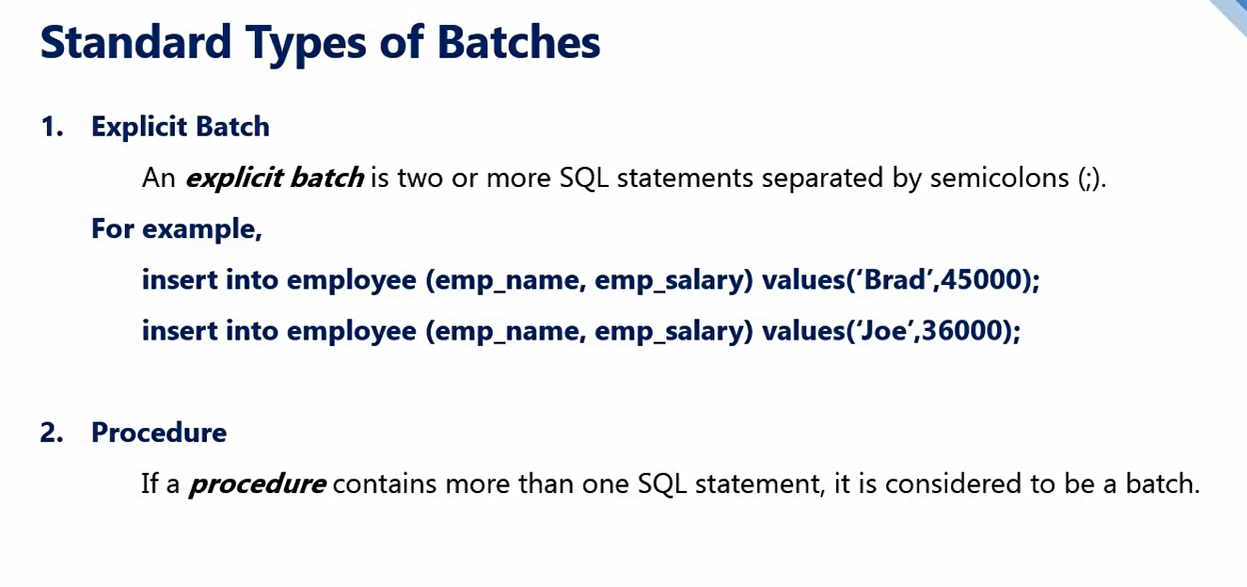 Standard Types of Batches
1. Explicit Batch
An explicit batch is two or more SQL statements separated by semicolons (;).
For example,
insert into employee (emp_name, emp_salary) values(‘Brad’,45000);
insert into employee (emp_name, emp_salary) values(‘Joe’,36000);
2. Procedure
If a procedure contains more than one SQL statement, it is considered to be a batch.